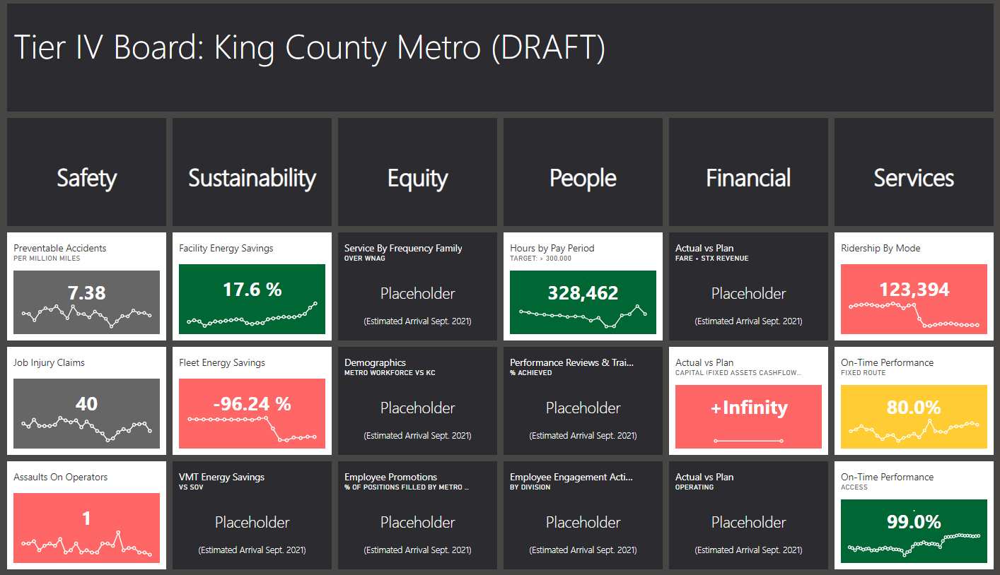 Tier IV Board: King County Metro (DRAFT)
Safety
Sustainability
Equity
People
Financial
Services
Preventable Accidents
PER MILLION MILES
7.38
Facility Energy Savings
17.6 %
Service By Frequency Family
OVER WNAG
Placeholder
(Estimated Arrival Sept. 2021)
Hours by Pay Period
TARGET: > 300,000
328,462
Actual vs Plan
FARE + STX REVENUE
Placeholder
(Estimated Arrival Sept. 2021)
Ridership By Mode
123,394
Job Injury Claims
40
Fleet Energy Savings
-96.24 %
Demographics
METRO WORKFORCE VS KC
Placeholder
(Estimated Arrival Sept. 2021)
Performance Reviews & Trai...
% ACHIEVED
Placeholder
(Estimated Arrival Sept. 2021)
Actual vs Plan
CAPITAL (FIXED ASSETS CASHFLOW...
+Infinity
On-Time Performance
FIXED ROUTE
80.0%
Assaults On Operators
1
VMT Energy Savings
VS SOV
Placeholder
(Estimated Arrival Sept. 2021)
Employee Promotions
% OF POSITIONS FILLED BY METRO ...
Placeholder
(Estimated Arrival Sept. 2021)
Employee Engagement Acti...
BY DIVISION
Placeholder
(Estimated Arrival Sept. 2021)
Actual vs Plan
OPERATING
Placeholder
(Estimated Arrival Sept. 2021)
On-Time Performance
ACCESS
99.0%